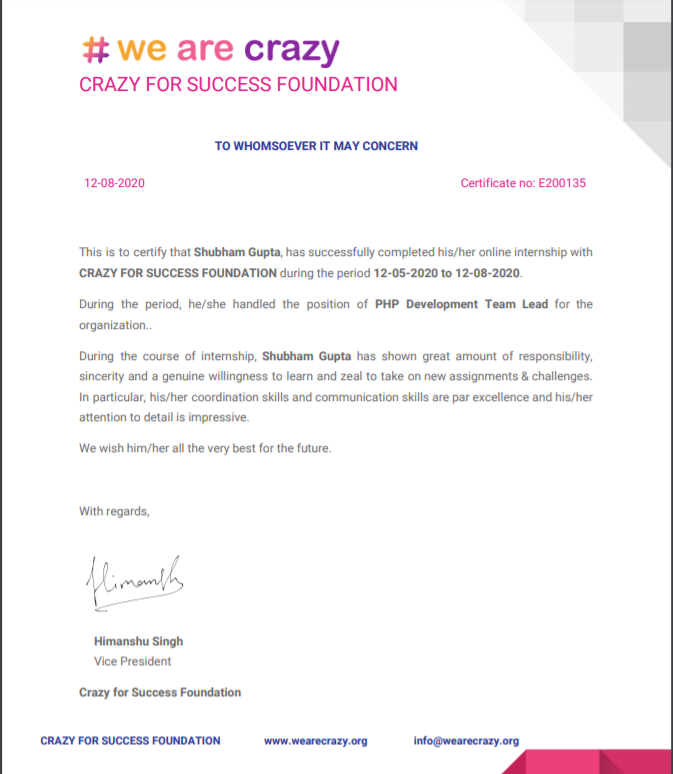 # we are crazy
CRAZY FOR SUCCESS FOUNDATION
TO WHOMSOEVER IT MAY CONCERN
12-08-2020 Certificate no: E200135
This is to certify that Shubham Gupta, has successfully completed his/her online internship with
CRAZY FOR SUCCESS FOUNDATION during the period 12-05-2020 to 12-08-2020.
During the period, he/she handled the position of PHP Development Team Lead for the
organization..
During the course of internship, Shubham Gupta has shown great amount of responsibility,
sincerity and a genuine willingness to learn and zeal to take on new assignments & challenges.
In particular, his/her coordination skills and communication skills are par excellence and his/her
attention to detail is impressive.
We wish him/her all the very best for the future.
With regards,
Himanshu Singh
Vice President
Crazy for Success Foundation
CRAZY FOR SUCCESS FOUNDATION www.wearecrazy.org info@wearecrazy.org